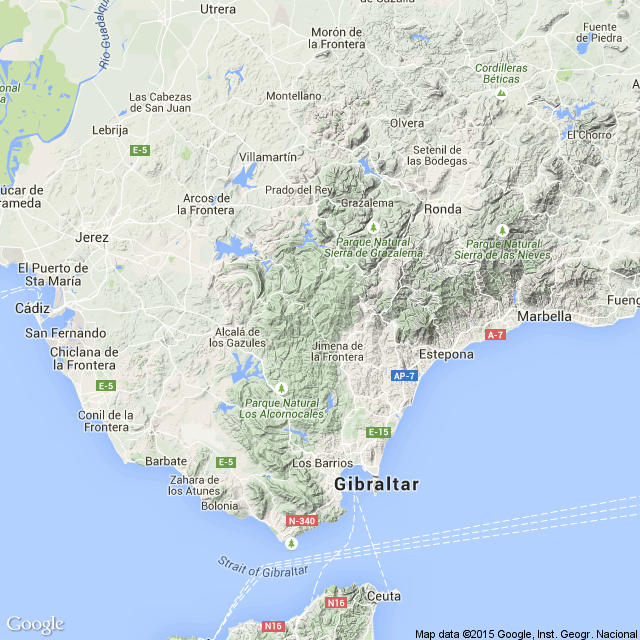 Utrera
Morón de
la Frontera
Fuente
de Piedra
Río Guadalqu
Cordilleras
Béticas
Las Cabezas
de San Juan
Montellano
Olvera
El Chorro
Lebrija
E-5
Villamartín
Setenil de
las Bodegas
Prado del Rey
Grazalema
Ronda
Arcos de
la Frontera
Jerez
Parque Natural
Sierra de Grazalema
Parque Natural
Sierra de las Nieves
El Puerto de
Sta María
Cádiz
Marbella
Fueng
San Fernando
A-7
Alcalá de
los Gazules
Jimena de
la Frontera
Estepona
Chiclana de
la Frontera
AP-7
E-5
Parque Natural
Los Alcornocales
Conil de la
Frontera
E-15
Barbate
E-5
Los Barrios
Zahara de
los Atunes
Gibraltar
Bolonia
N-340
Strait of Gibraltar
Ceuta
N16
N16
Google
Map data ©2015 Google, Inst. Geogr. Nacional